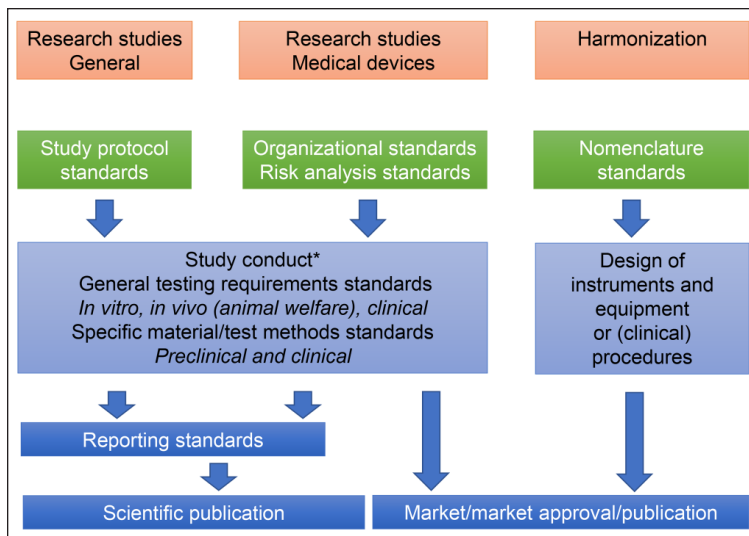 Research studies
General
Research studies
Medical devices
Harmonization
Study protocol
standards
Organizational standards
Risk analysis standards
Nomenclature
standards
Study conduct*
General testing requirements standards
In vitro, in vivo (animal welfare), clinical
Specific material/test methods standards
Preclinical and clinical
Design of
instruments and
equipment
or (clinical)
procedures
Reporting standards
Scientific publication
Market/market approval/publication